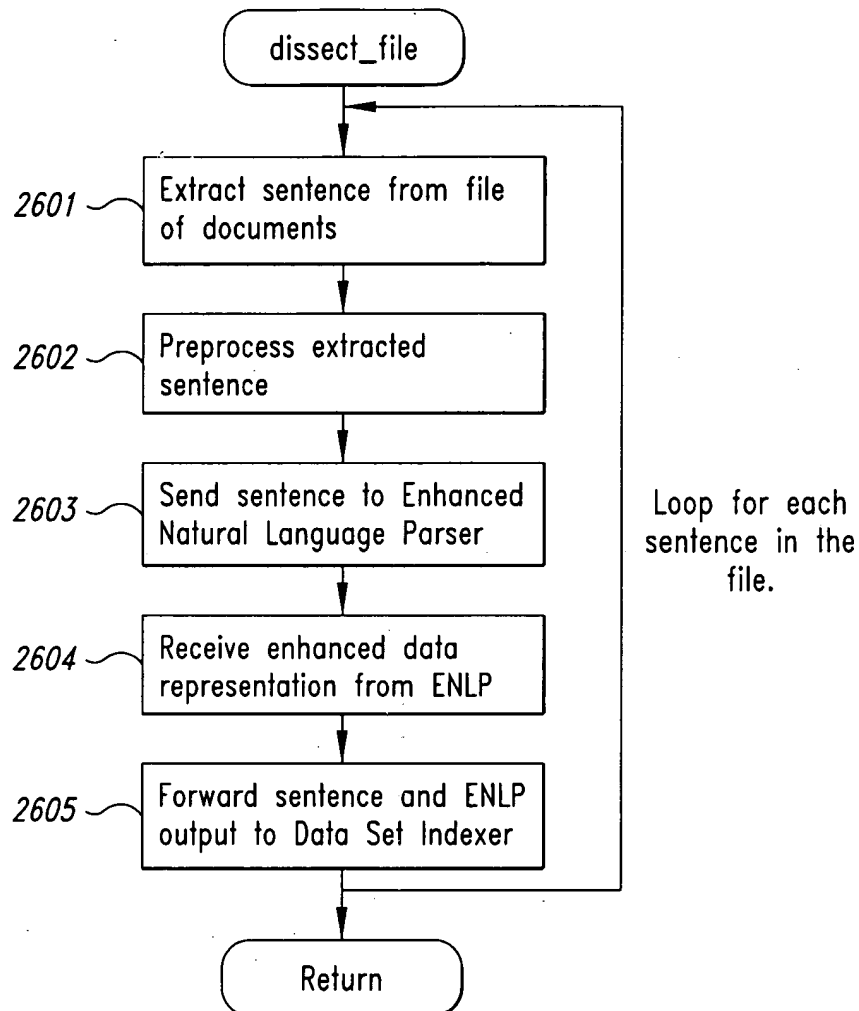 dissect_file
2601
Extract sentence from file
of documents
2602
Preprocess extracted
sentence
2603
Send sentence to Enhanced
Natural Language Parser
Loop for each
sentence in the
file.
2604
Receive enhanced data
representation from ENLP
2605
Forward sentence and ENLP
output to Data Set Indexer
Return